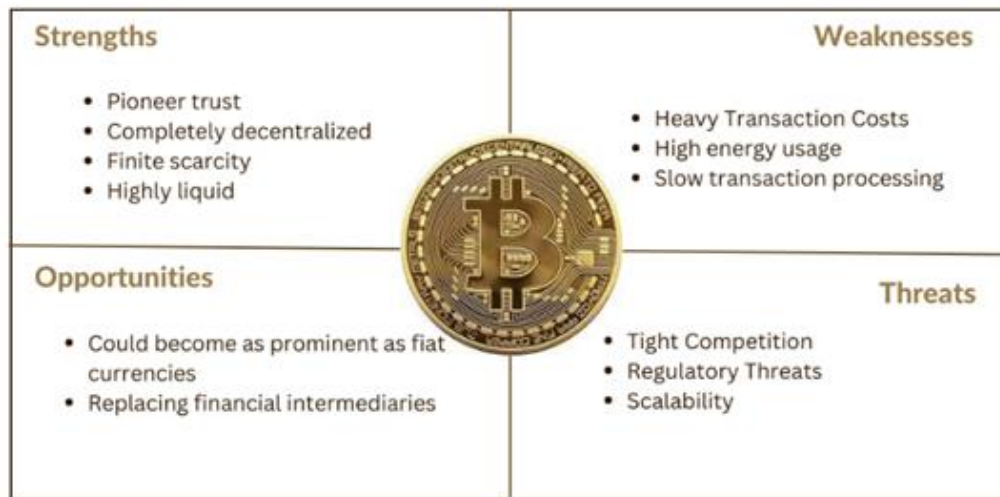 Strengths
Pioneer trust
Completely decentralized
Finite scarcity
Highly liquid
Weaknesses
Heavy Transaction Costs
High energy usage
Slow transaction processing
Opportunities
Could become as prominent as fiat
currencies
Replacing financial intermediaries
Threats
Tight Competition
Regulatory Threats
Scalability